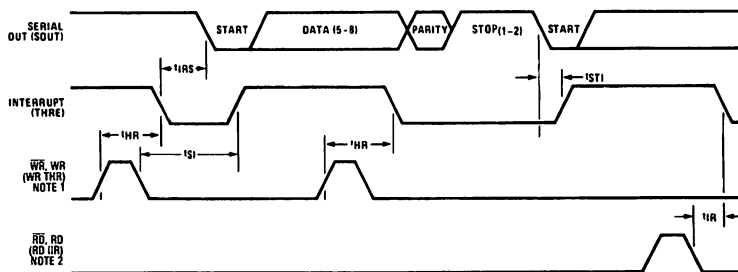 SERIAL
OUT (SOUT)
START
DATA (5-8)
PARITY
STOP(1-2)
START
tIRS
tSTI
INTERRUPT
(THRE)
tHR
tSI
tHR
WR, WR
(WR THR)
NOTE 1
tIR
RD, RD
(RD IIR)
NOTE 2